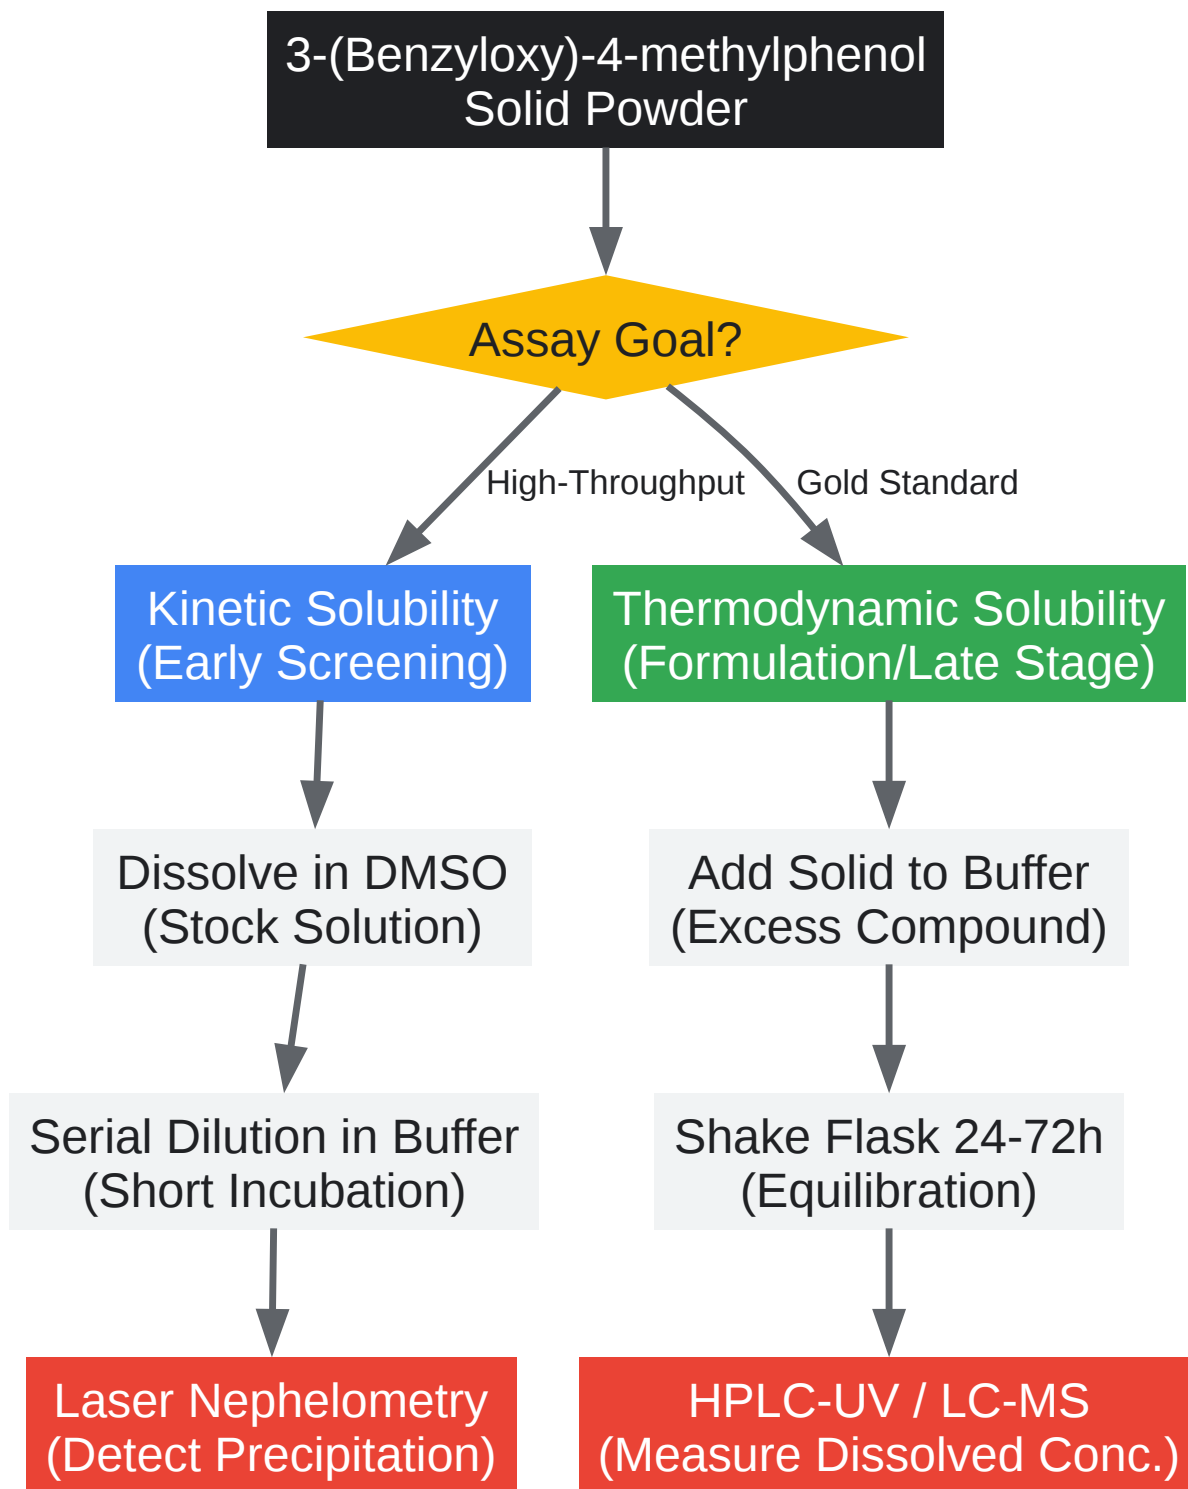 3-(Benzyloxy)-4-methylphenol
Solid Powder
Assay Goal?
High-Throughput
Gold Standard
Kinetic Solubility
(Early Screening)
Thermodynamic Solubility
(Formulation/Late Stage)
Dissolve in DMSO
(Stock Solution)
Add Solid to Buffer
(Excess Compound)
Serial Dilution in Buffer
(Short Incubation)
Shake Flask 24-72h
(Equilibration)
Laser Nephelometry
(Detect Precipitation)
HPLC-UV / LC-MS
(Measure Dissolved Conc.)